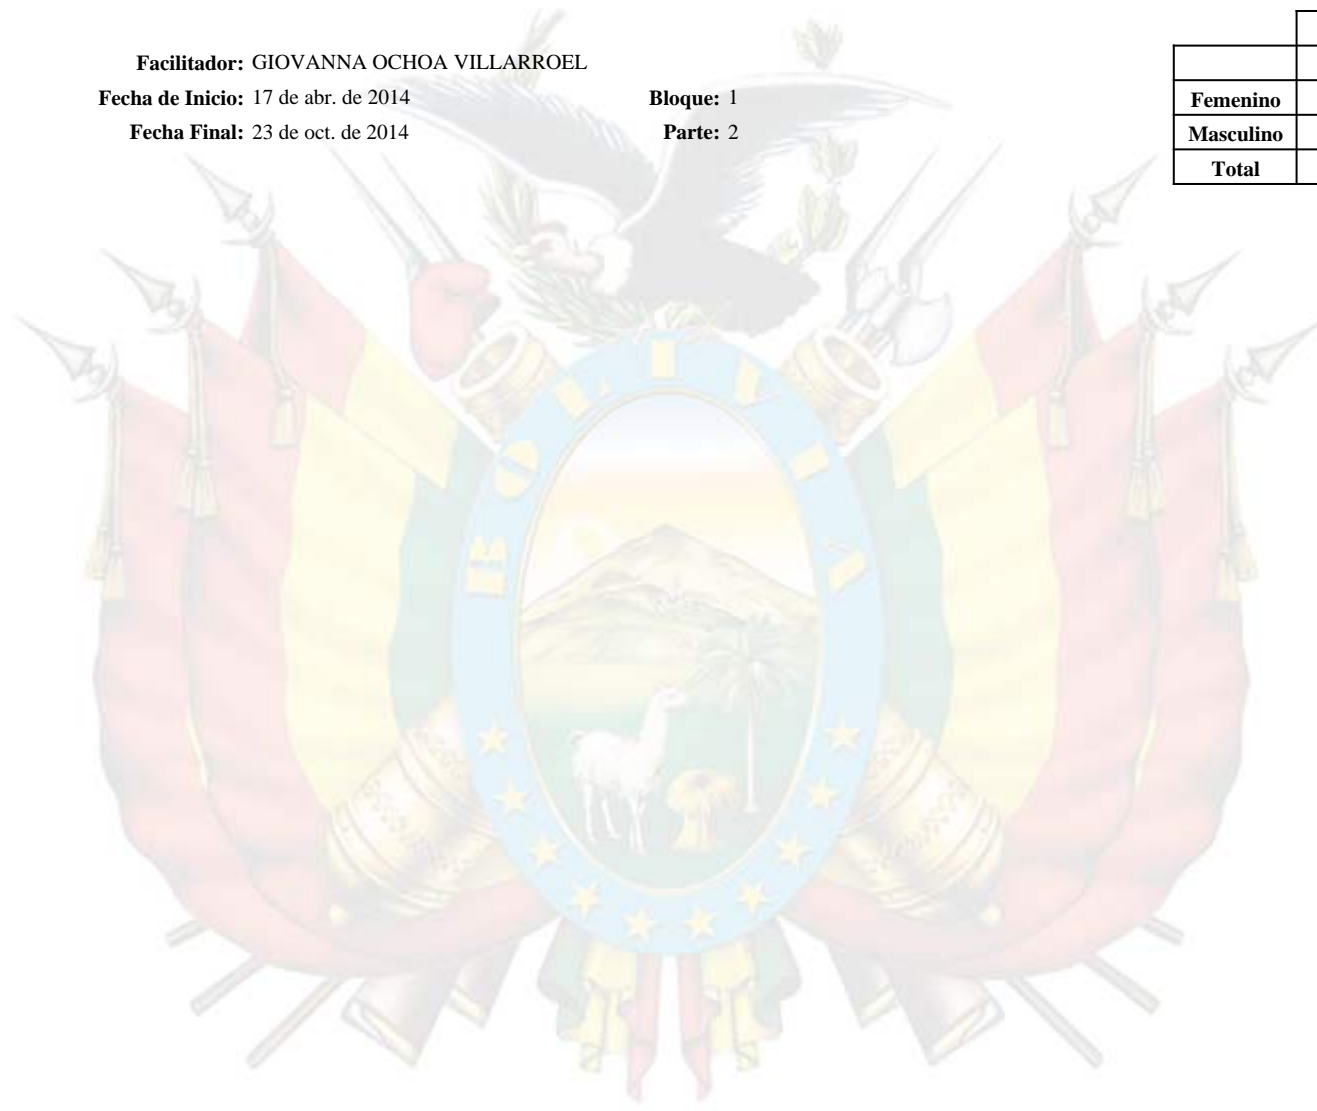 Facilitador: GIOVANNA OCHOA VILLARROEL
Fecha de Inicio: 17 de abr. de 2014 Bloque: 1
Fecha Final: 23 de oct. de 2014 Parte: 2
Femenino
Masculino
Total
BOLIVIA